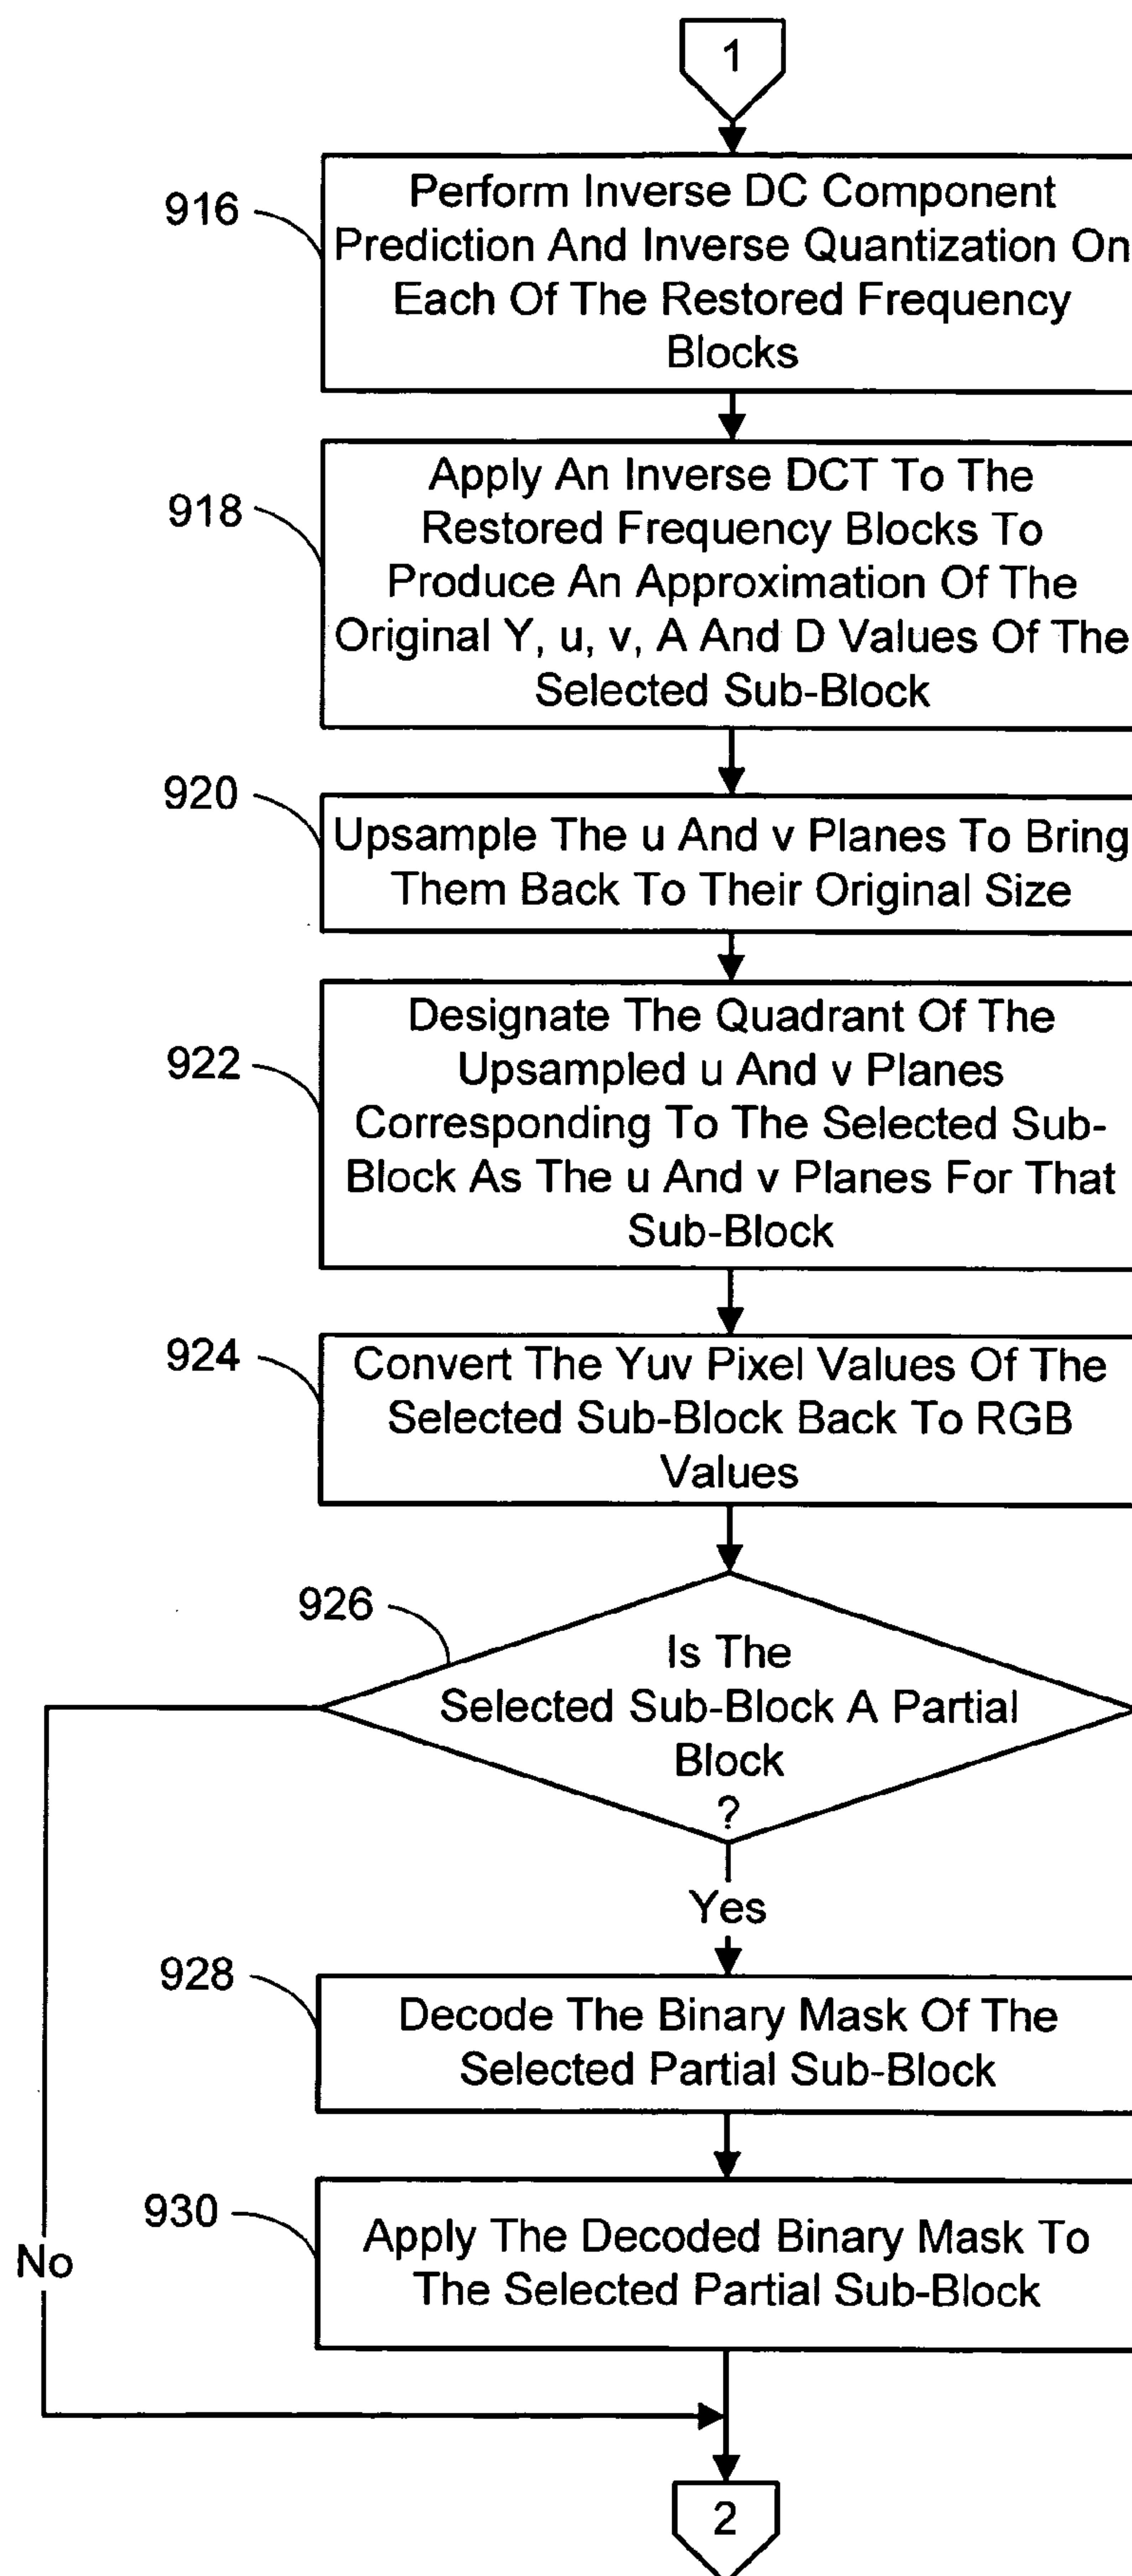 1
916
Perform Inverse DC Component
Prediction And Inverse Quantization On
Each Of The Restored Frequency
Blocks
918
Apply An Inverse DCT To The
Restored Frequency Blocks To
Produce An Approximation Of The
Original Y, u, v, A And D Values Of The
Selected Sub-Block
920
Upsample The u And v Planes To Bring
Them Back To Their Original Size
922
Designate The Quadrant Of The
Upsampled u And v Planes
Corresponding To The Selected Sub-
Block As The u And v Planes For That
Sub-Block
924
Convert The Yuv Pixel Values Of The
Selected Sub-Block Back To RGB
Values
926
Is The
Selected Sub-Block A Partial
Block
?
Yes
928
Decode The Binary Mask Of The
Selected Partial Sub-Block
930
Apply The Decoded Binary Mask To
The Selected Partial Sub-Block
No
2